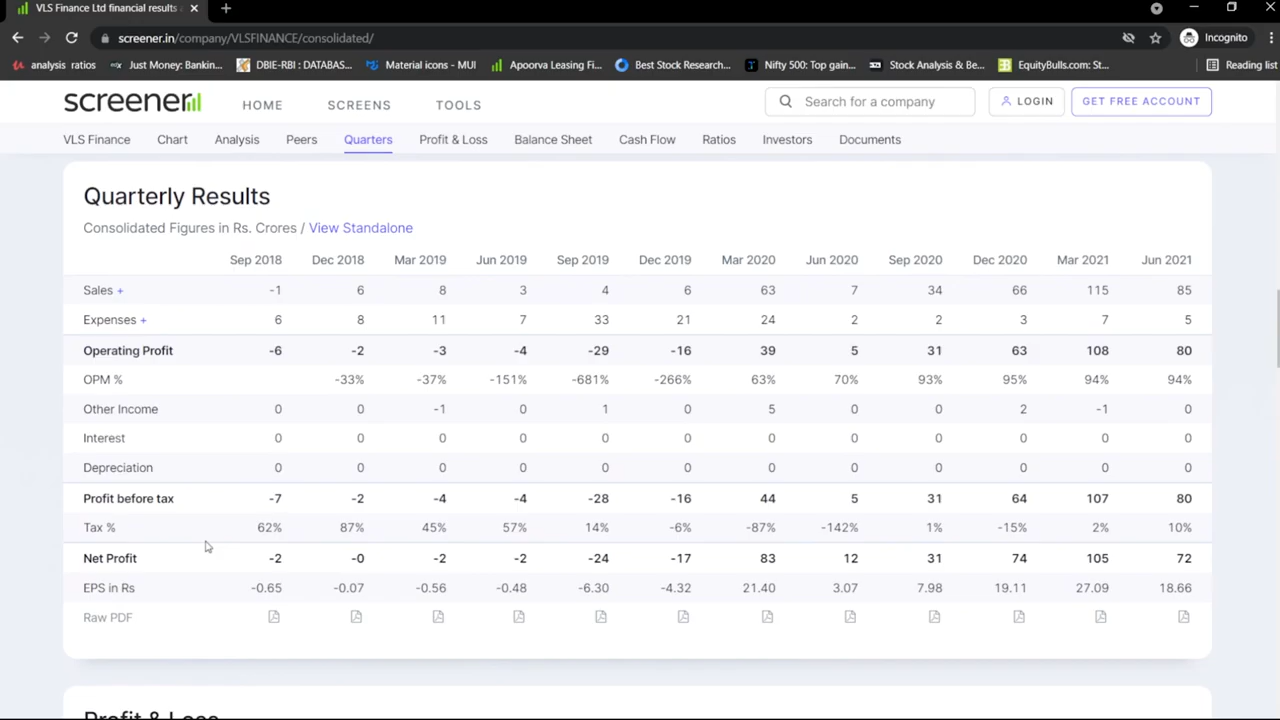 VLS Finance Ltd financial results
screener.in/company/VLSFINANCE/consolidated/
Incognito
analysis ratios
Just Money: Bankin...
DBIE-RBI : DATABAS...
Material icons - MUI
Apoorva Leasing Fi...
Best Stock Research...
Nifty 500: Top gain...
Stock Analysis & Be...
EquityBulls.com: St...
Reading list
screener
HOME
SCREENS
TOOLS
Search for a company
LOGIN
GET FREE ACCOUNT
VLS Finance Chart Analysis Peers Quarters Profit & Loss Balance Sheet Cash Flow Ratios Investors Documents
Quarterly Results
Consolidated Figures in Rs. Crores / View Standalone
Sep 2018 Dec 2018 Mar 2019 Jun 2019 Sep 2019 Dec 2019 Mar 2020 Jun 2020 Sep 2020 Dec 2020 Mar 2021 Jun 2021
Sales + -1 6 8 3 4 6 63 7 34 66 115 85
Expenses + 6 8 11 7 33 21 24 2 2 3 7 5
Operating Profit -6 -2 -3 -4 -29 -16 39 5 31 63 108 80
OPM % -33% -37% -151% -681% -266% 63% 70% 93% 95% 94% 94%
Other Income 0 0 -1 0 1 0 5 0 0 2 -1 0
Interest 0 0 0 0 0 0 0 0 0 0 0 0
Depreciation 0 0 0 0 0 0 0 0 0 0 0 0
Profit before tax -7 -2 -4 -4 -28 -16 44 5 31 64 107 80
Tax % 62% 87% 45% 57% 14% -6% -87% -142% 1% -15% 2% 10%
Net Profit -2 -0 -2 -2 -24 -17 83 12 31 74 105 72
EPS in Rs -0.65 -0.07 -0.56 -0.48 -6.30 -4.32 21.40 3.07 7.98 19.11 27.09 18.66
Raw PDF
Profit & Loss